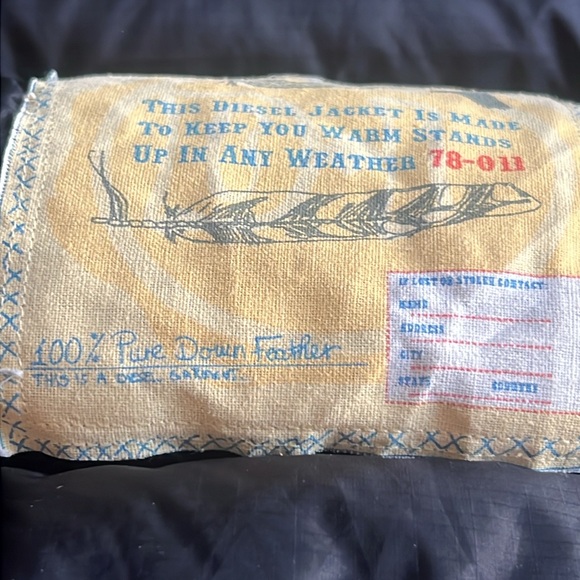 THIS DIESEL JACKET IS MADE
TO KEEP YOU WARM STANDS
UP IN ANY WEATHER 78-011
IF LOST OR STOLEN CONTACT:
NAME
ADDRESS
CITY
STATE COUNTRY
100% Pure Down Feather
THIS IS A DIESEL GARMENT.